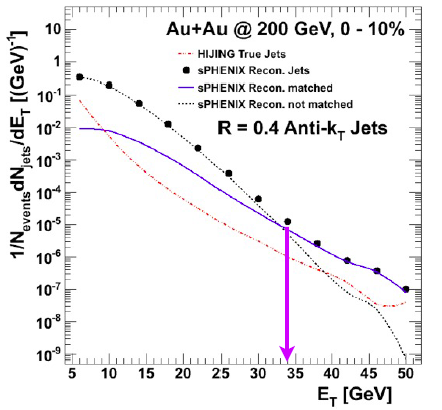 Au+Au @ 200 GeV, 0 - 10%
HIJING True Jets
sPHENIX Recon. Jets
sPHENIX Recon. matched
sPHENIX Recon. not matched
R = 0.4 Anti-k_T Jets
1/N_events dN_jets/dE_T [(GeV)^-1]
10
1
10^-1
10^-2
10^-3
10^-4
10^-5
10^-6
10^-7
10^-8
10^-9
5 10 15 20 25 30 35 40 45 50
E_T [GeV]